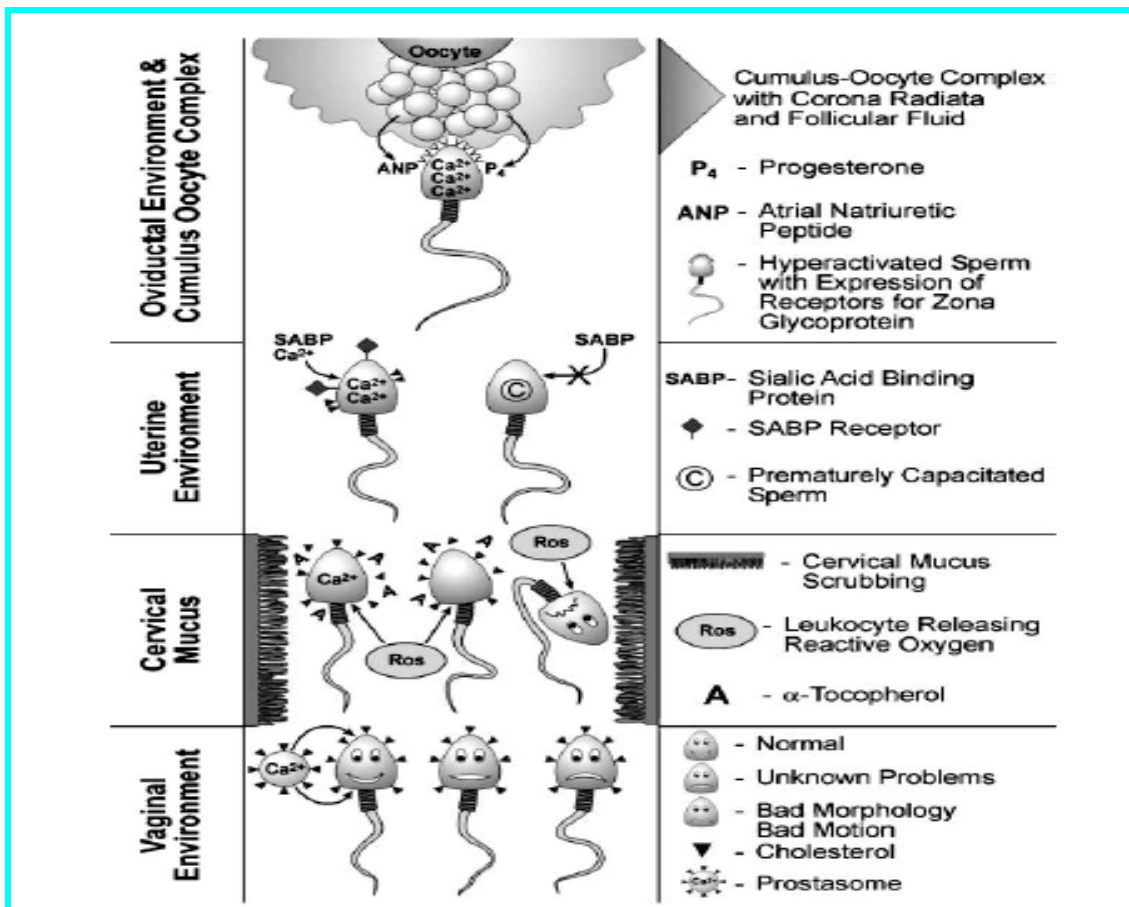 Oviductal Environment &
Cumulus Oocyte Complex
Oocyte
ANP
Ca²⁺
Ca²⁺
Ca²⁺
P₄
Cumulus-Oocyte Complex
with Corona Radiata
and Follicular Fluid
P₄ - Progesterone
ANP - Atrial Natriuretic
Peptide
- Hyperactivated Sperm
with Expression of
Receptors for Zona
Glycoprotein
Uterine
Environment
SABP
Ca²⁺
Ca²⁺
Ca²⁺
SABP
C
SABP- Sialic Acid Binding
Protein
- SABP Receptor
C - Prematurely Capacitated
Sperm
Cervical
Mucus
A
A
A
A
Ca²⁺
A
A
Ros
Ros
- Cervical Mucus
Scrubbing
Ros - Leukocyte Releasing
Reactive Oxygen
A - α-Tocopherol
Vaginal
Environment
Ca²⁺
- Normal
- Unknown Problems
- Bad Morphology
Bad Motion
- Cholesterol
Ca²⁺ - Prostasome